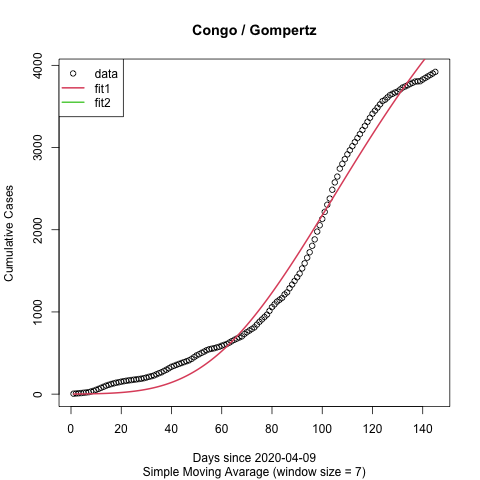 Congo / Gompertz
data
fit1
fit2
Cumulative Cases
4000
3000
2000
1000
0
0 20 40 60 80 100 120 140
Days since 2020-04-09
Simple Moving Avarage (window size = 7)